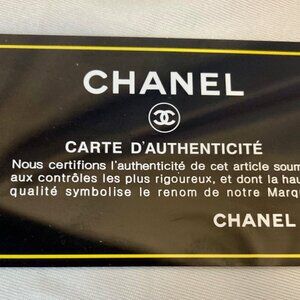 CHANEL
CARTE D'AUTHENTICITÉ
Nous certifions l'authenticité de cet article soum
aux contrôles les plus rigoureux, et dont la hau
qualité symbolise le renom de notre Marqu
CHANEL